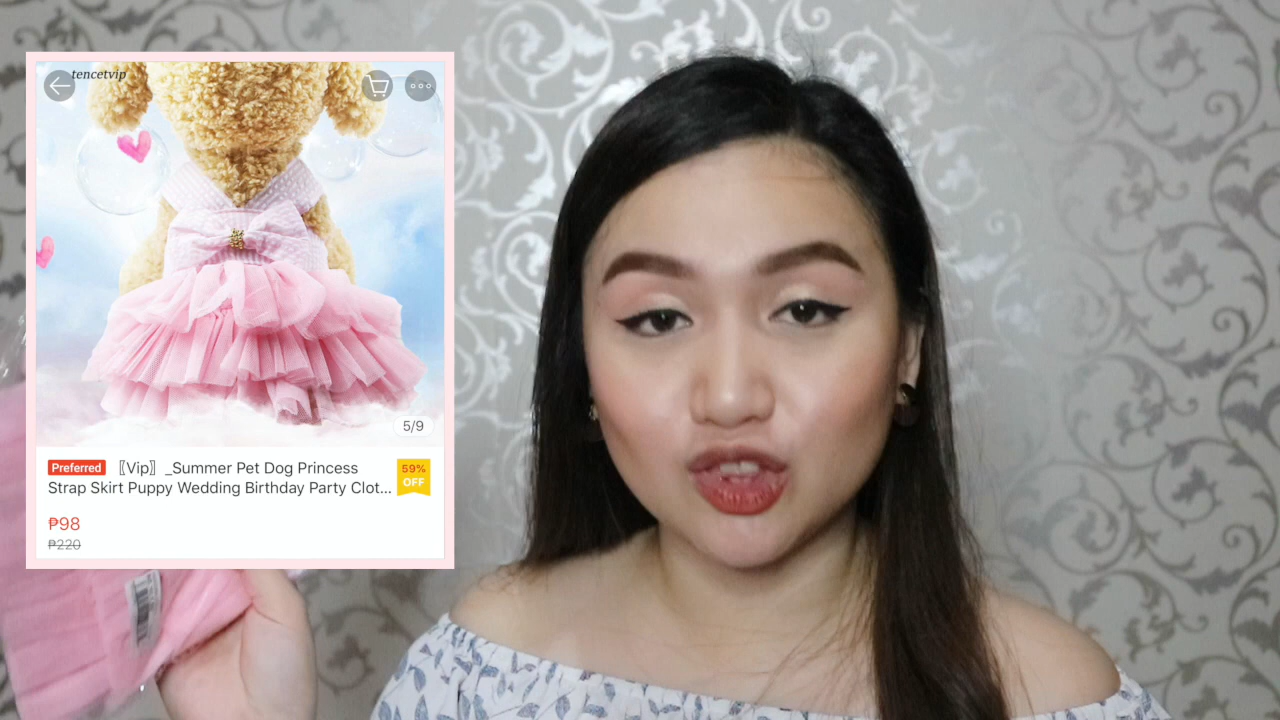 tencetvip
5/9
Preferred 〖Vip〗_Summer Pet Dog Princess
Strap Skirt Puppy Wedding Birthday Party Clot...
59%
OFF
₱98
₱220